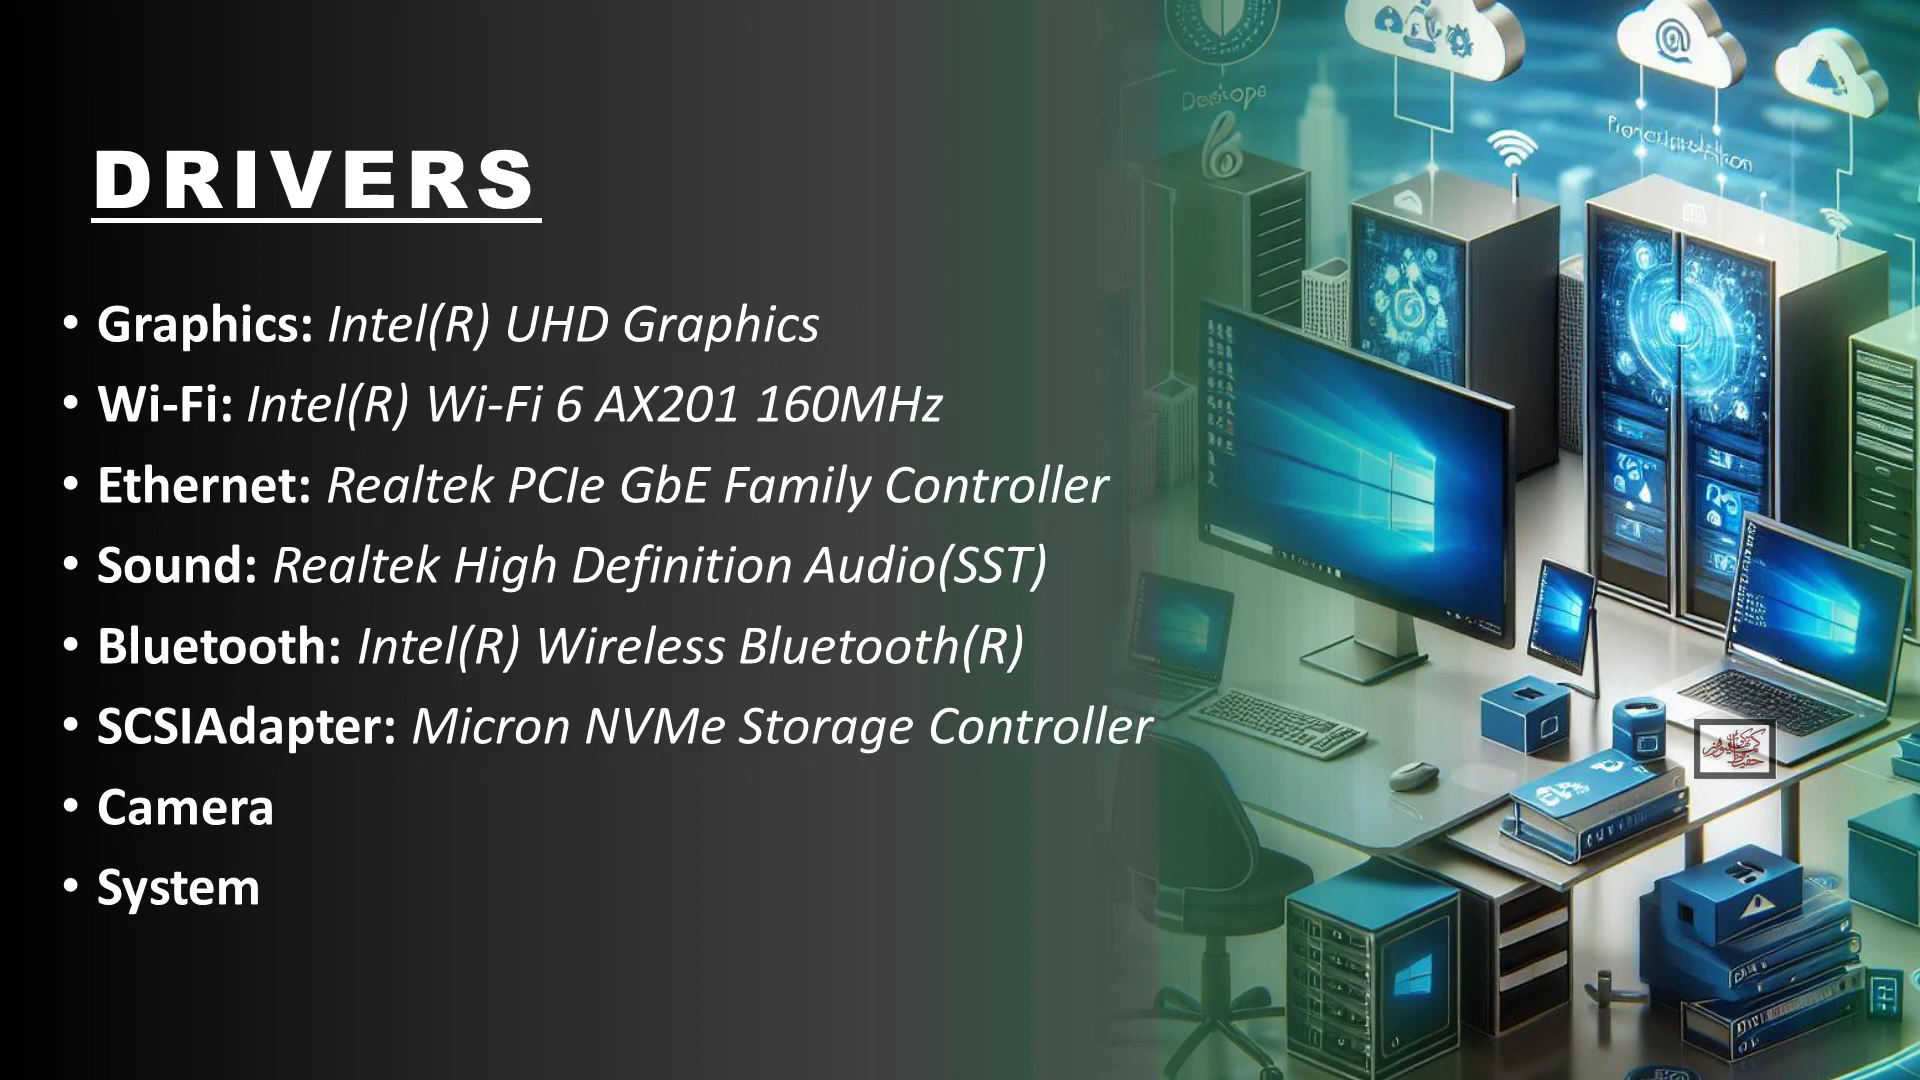 DRIVERS
• Graphics: Intel(R) UHD Graphics
• Wi-Fi: Intel(R) Wi-Fi 6 AX201 160MHz
• Ethernet: Realtek PCIe GbE Family Controller
• Sound: Realtek High Definition Audio(SST)
• Bluetooth: Intel(R) Wireless Bluetooth(R)
• SCSIAdapter: Micron NVMe Storage Controller
• Camera
• System